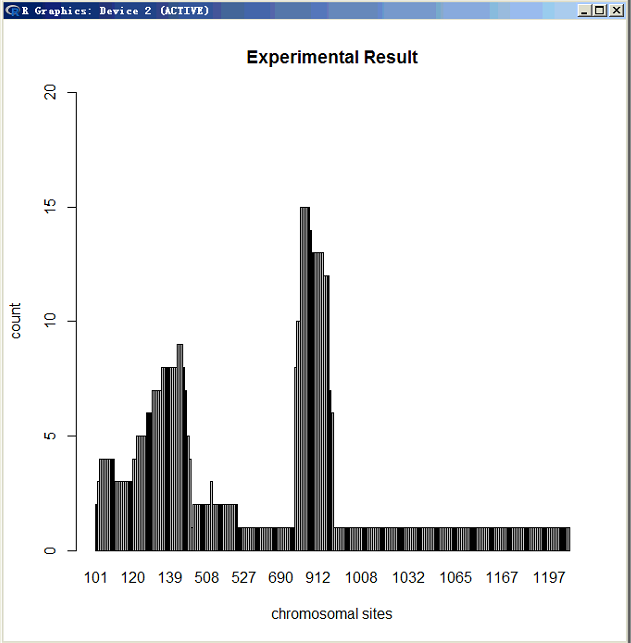 R Graphics: Device 2 (ACTIVE)
Experimental Result
20
15
10
5
0
count
101 120 139 508 527 690 912 1008 1032 1065 1167 1197
chromosomal sites